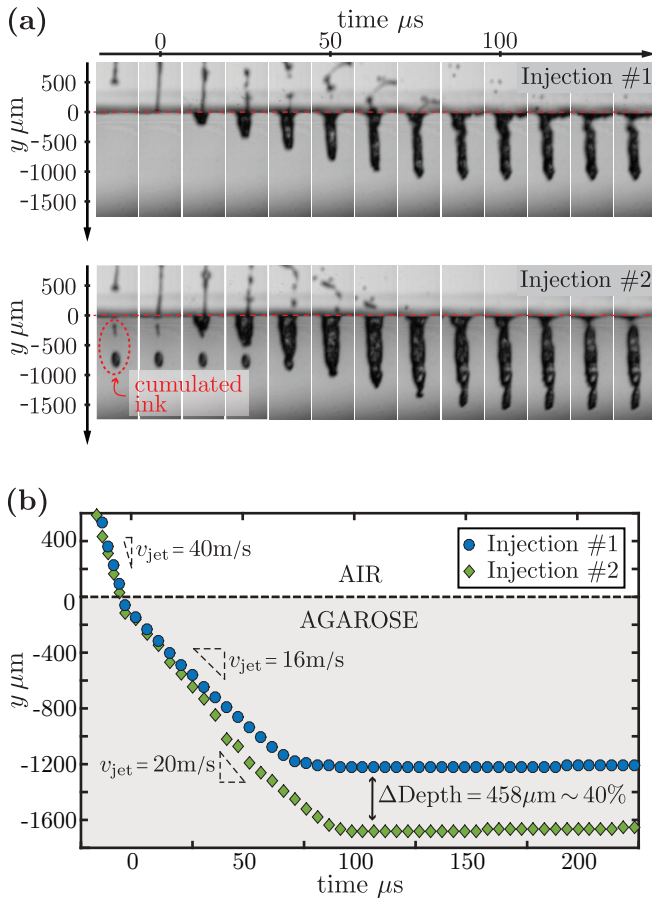 (a)
time μs
0 50 100
Injection #1
500
0
-500
-1000
-1500
y μm
Injection #2
500
0
-500
-1000
-1500
y μm
cumulated
ink
(b)
400
0
-400
-800
-1200
-1600
y μm
v_jet = 40m/s
Injection #1
Injection #2
AIR
AGAROSE
v_jet = 16m/s
v_jet = 20m/s
ΔDepth = 458μm ~ 40%
0 50 100 150 200
time μs